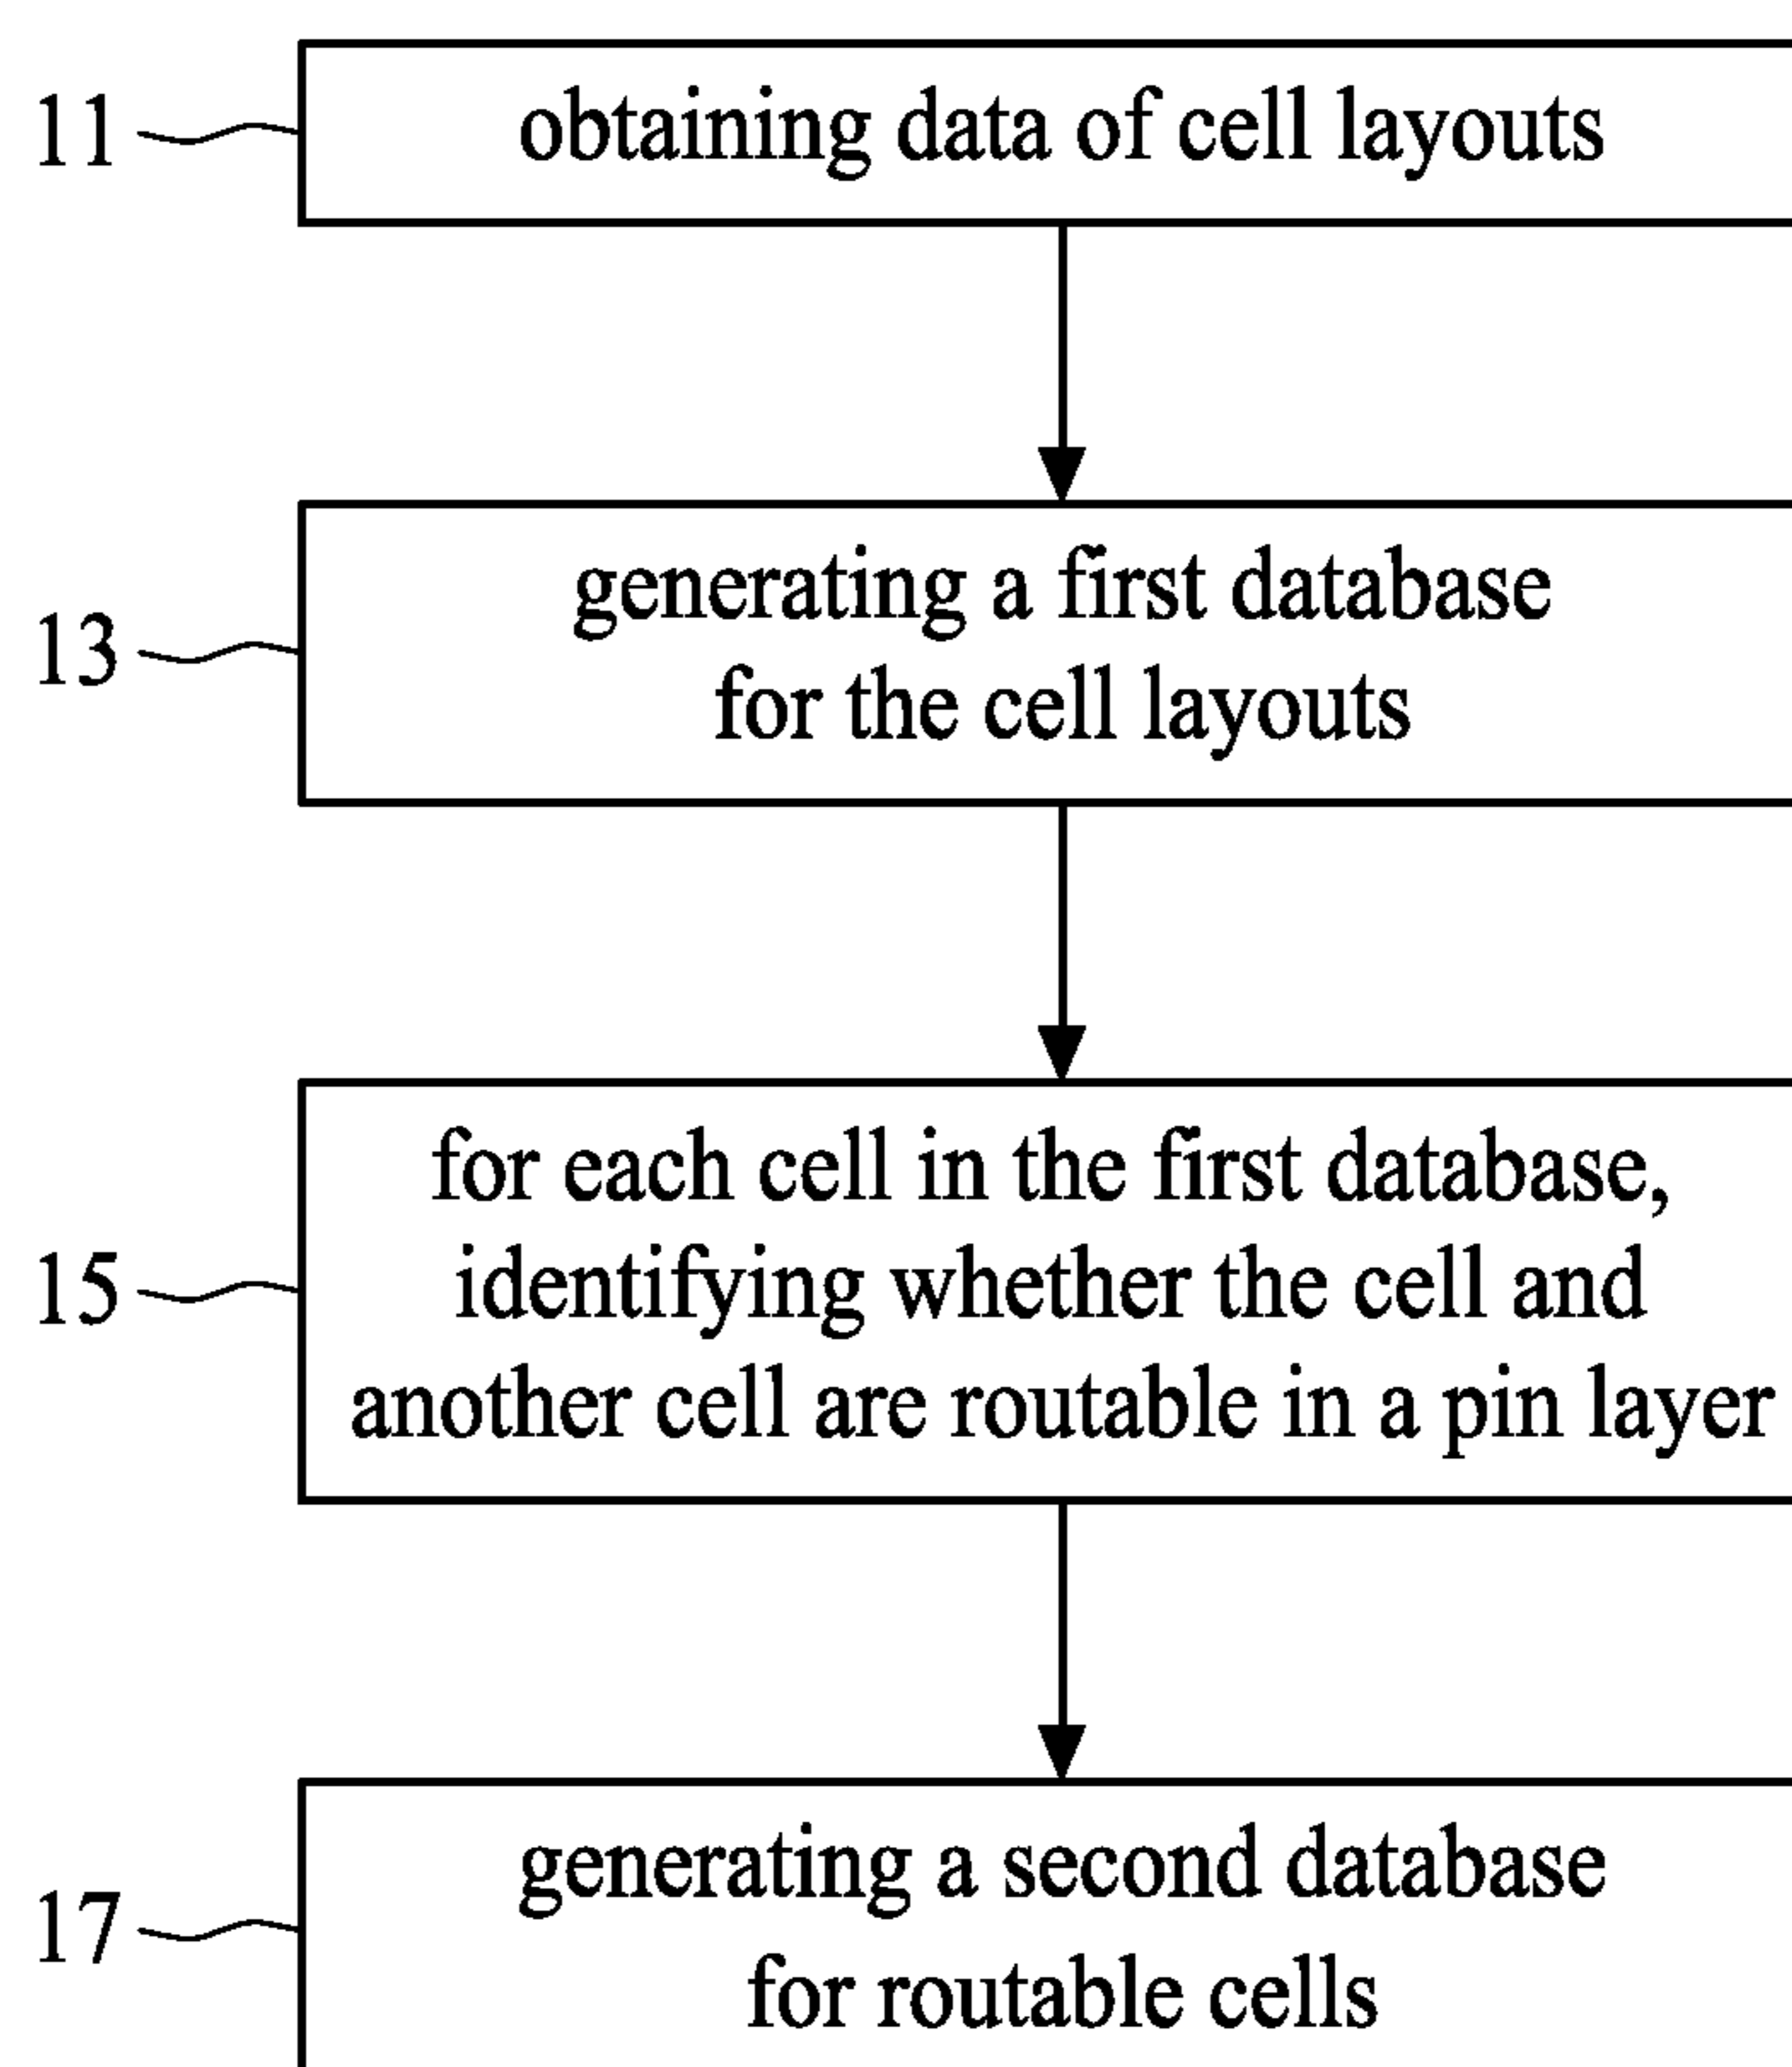 11
obtaining data of cell layouts
13
generating a first database
for the cell layouts
15
for each cell in the first database,
identifying whether the cell and
another cell are routable in a pin layer
17
generating a second database
for routable cells